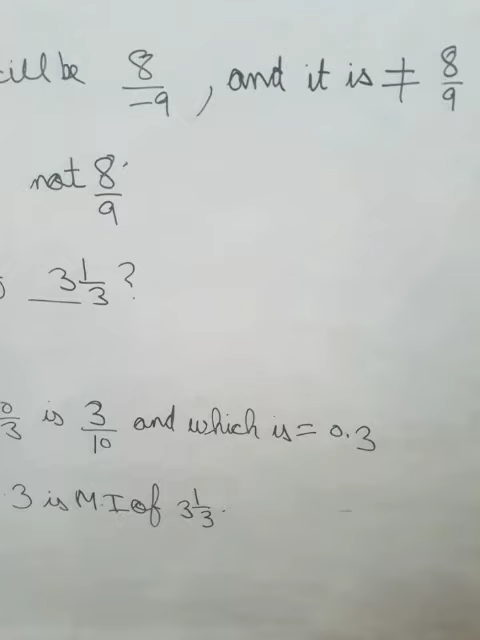 will be 8/-9, and it is ≠ 8/9
not 8/9.
3 1/3 ?
is 3/10 and which is = 0.3
3 is M.I of 3 1/3.